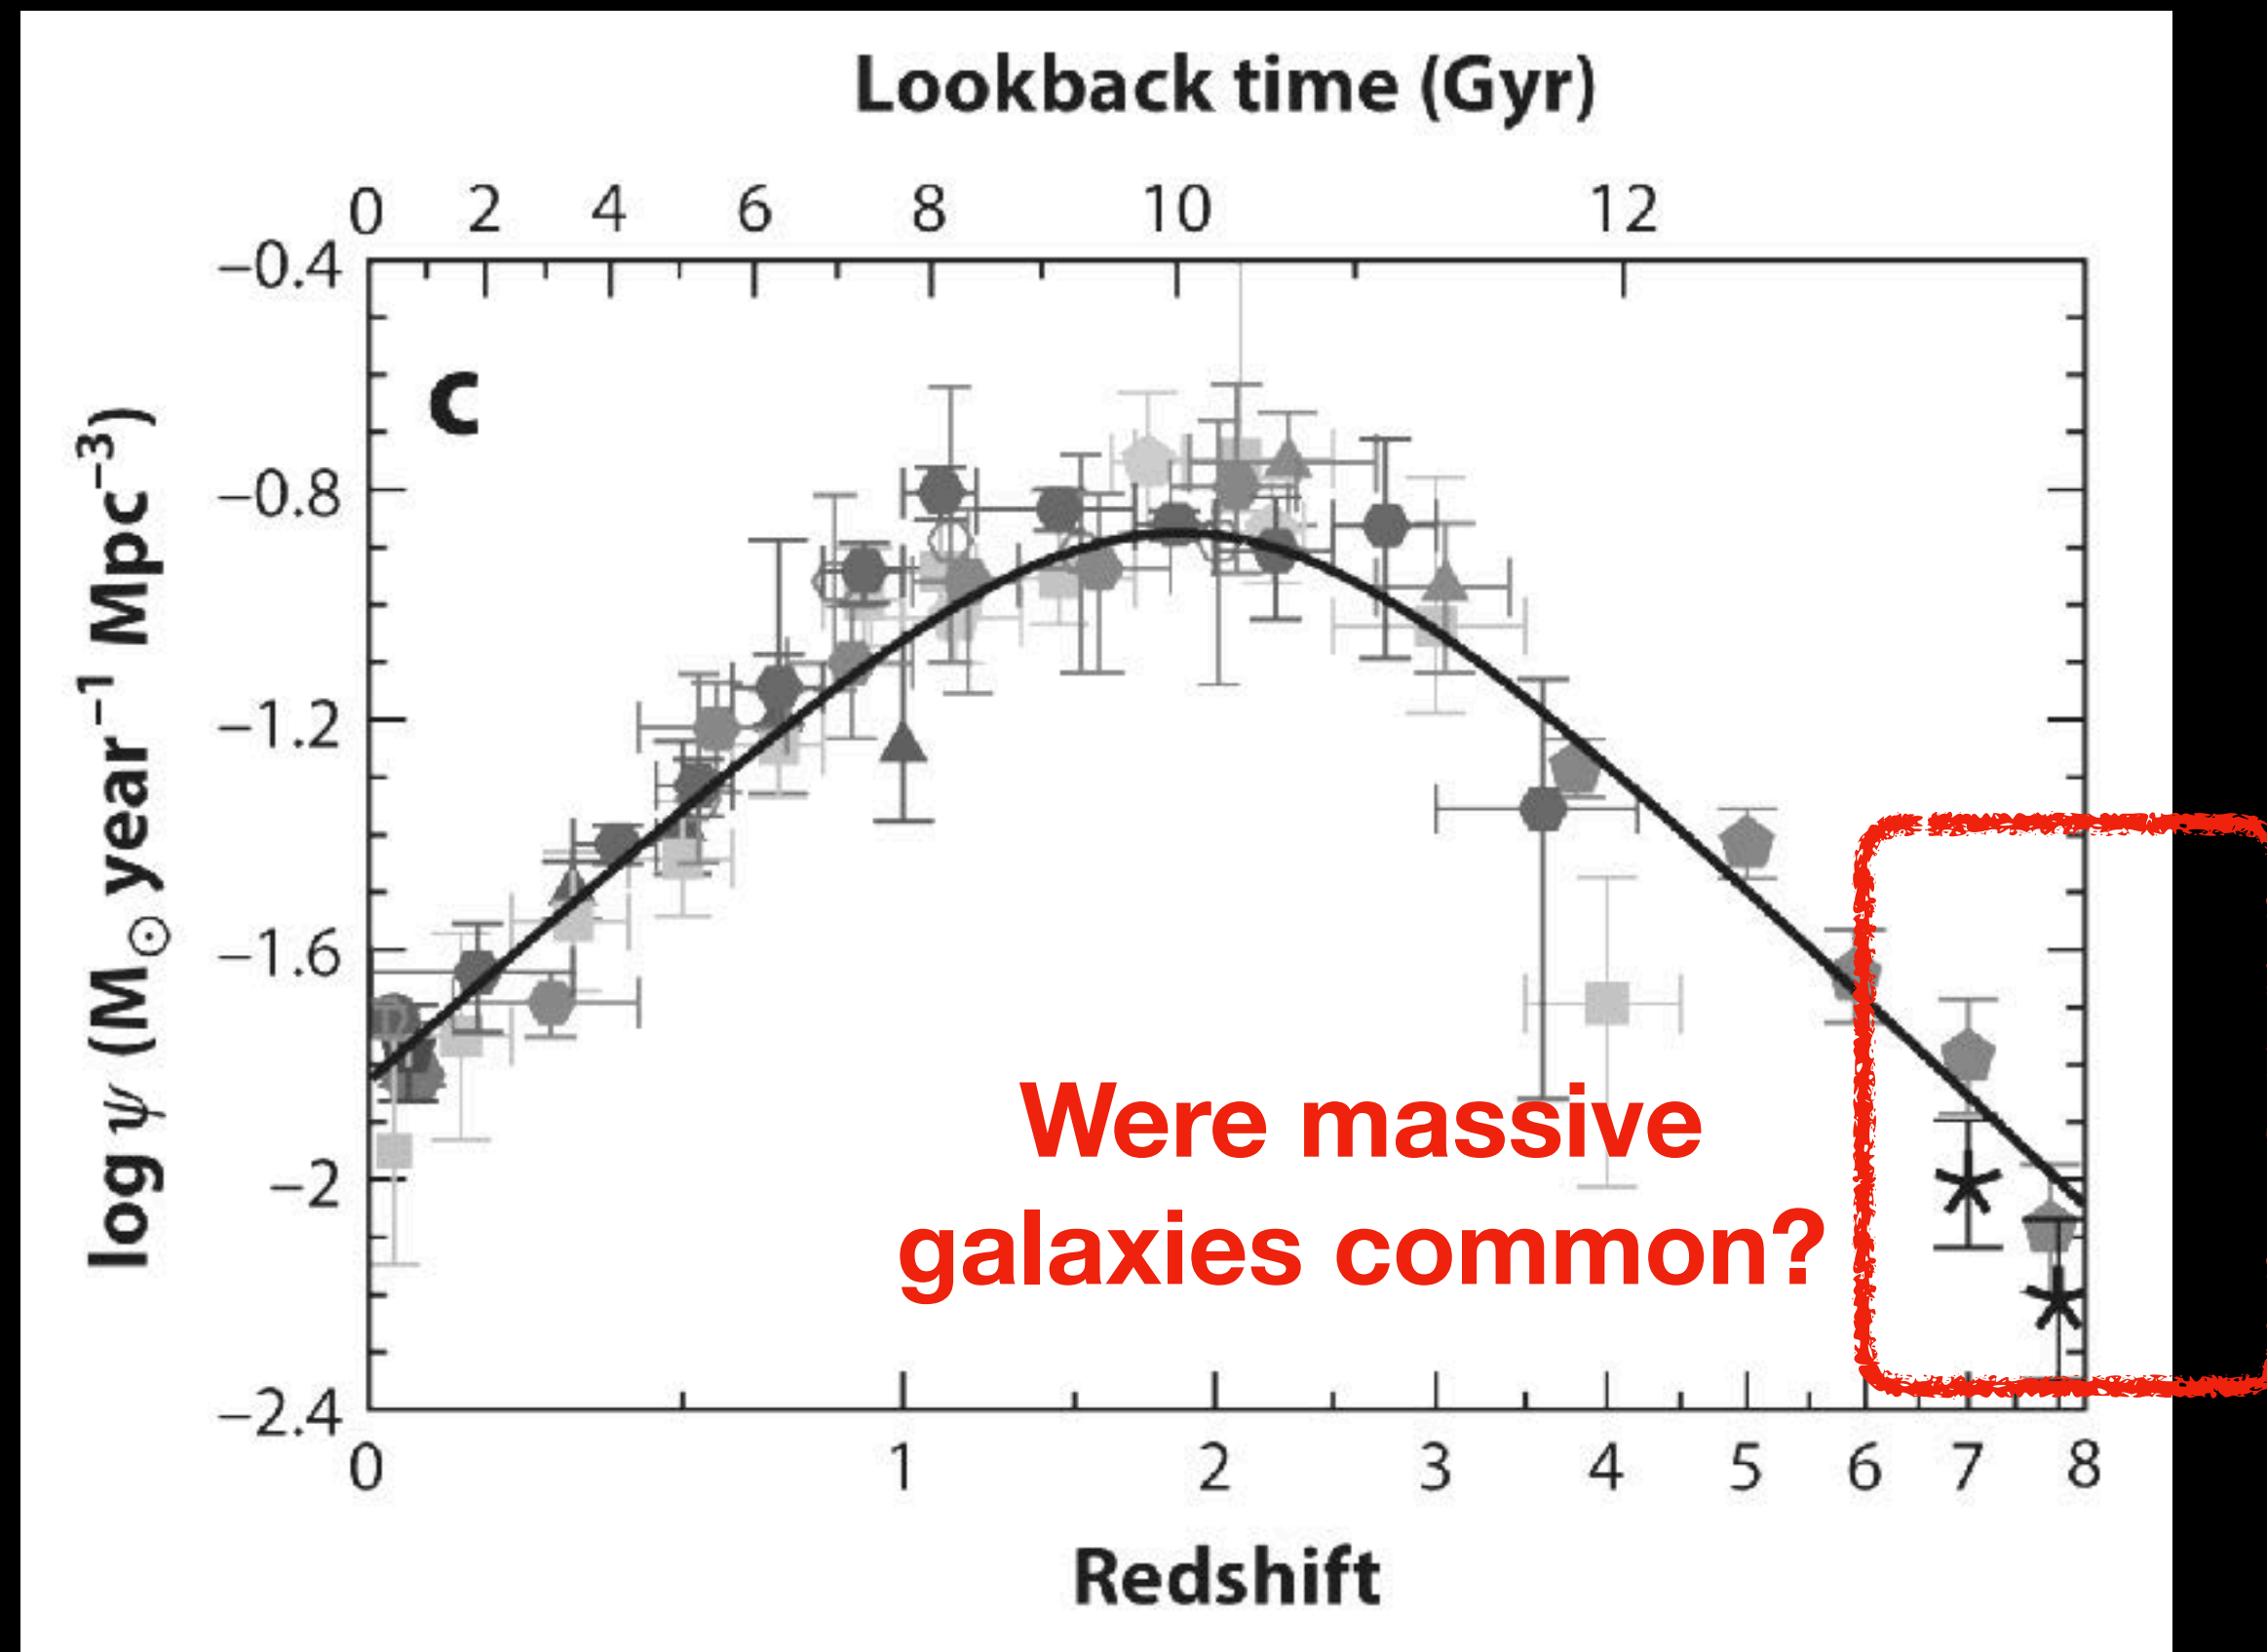 Lookback time (Gyr)
0 2 4 6 8 10 12
−0.4
c
−0.8
−1.2
−1.6
−2
−2.4
log ψ (M⊙ year⁻¹ Mpc⁻³)
Were massive
galaxies common?
0 1 2 3 4 5 6 7 8
Redshift